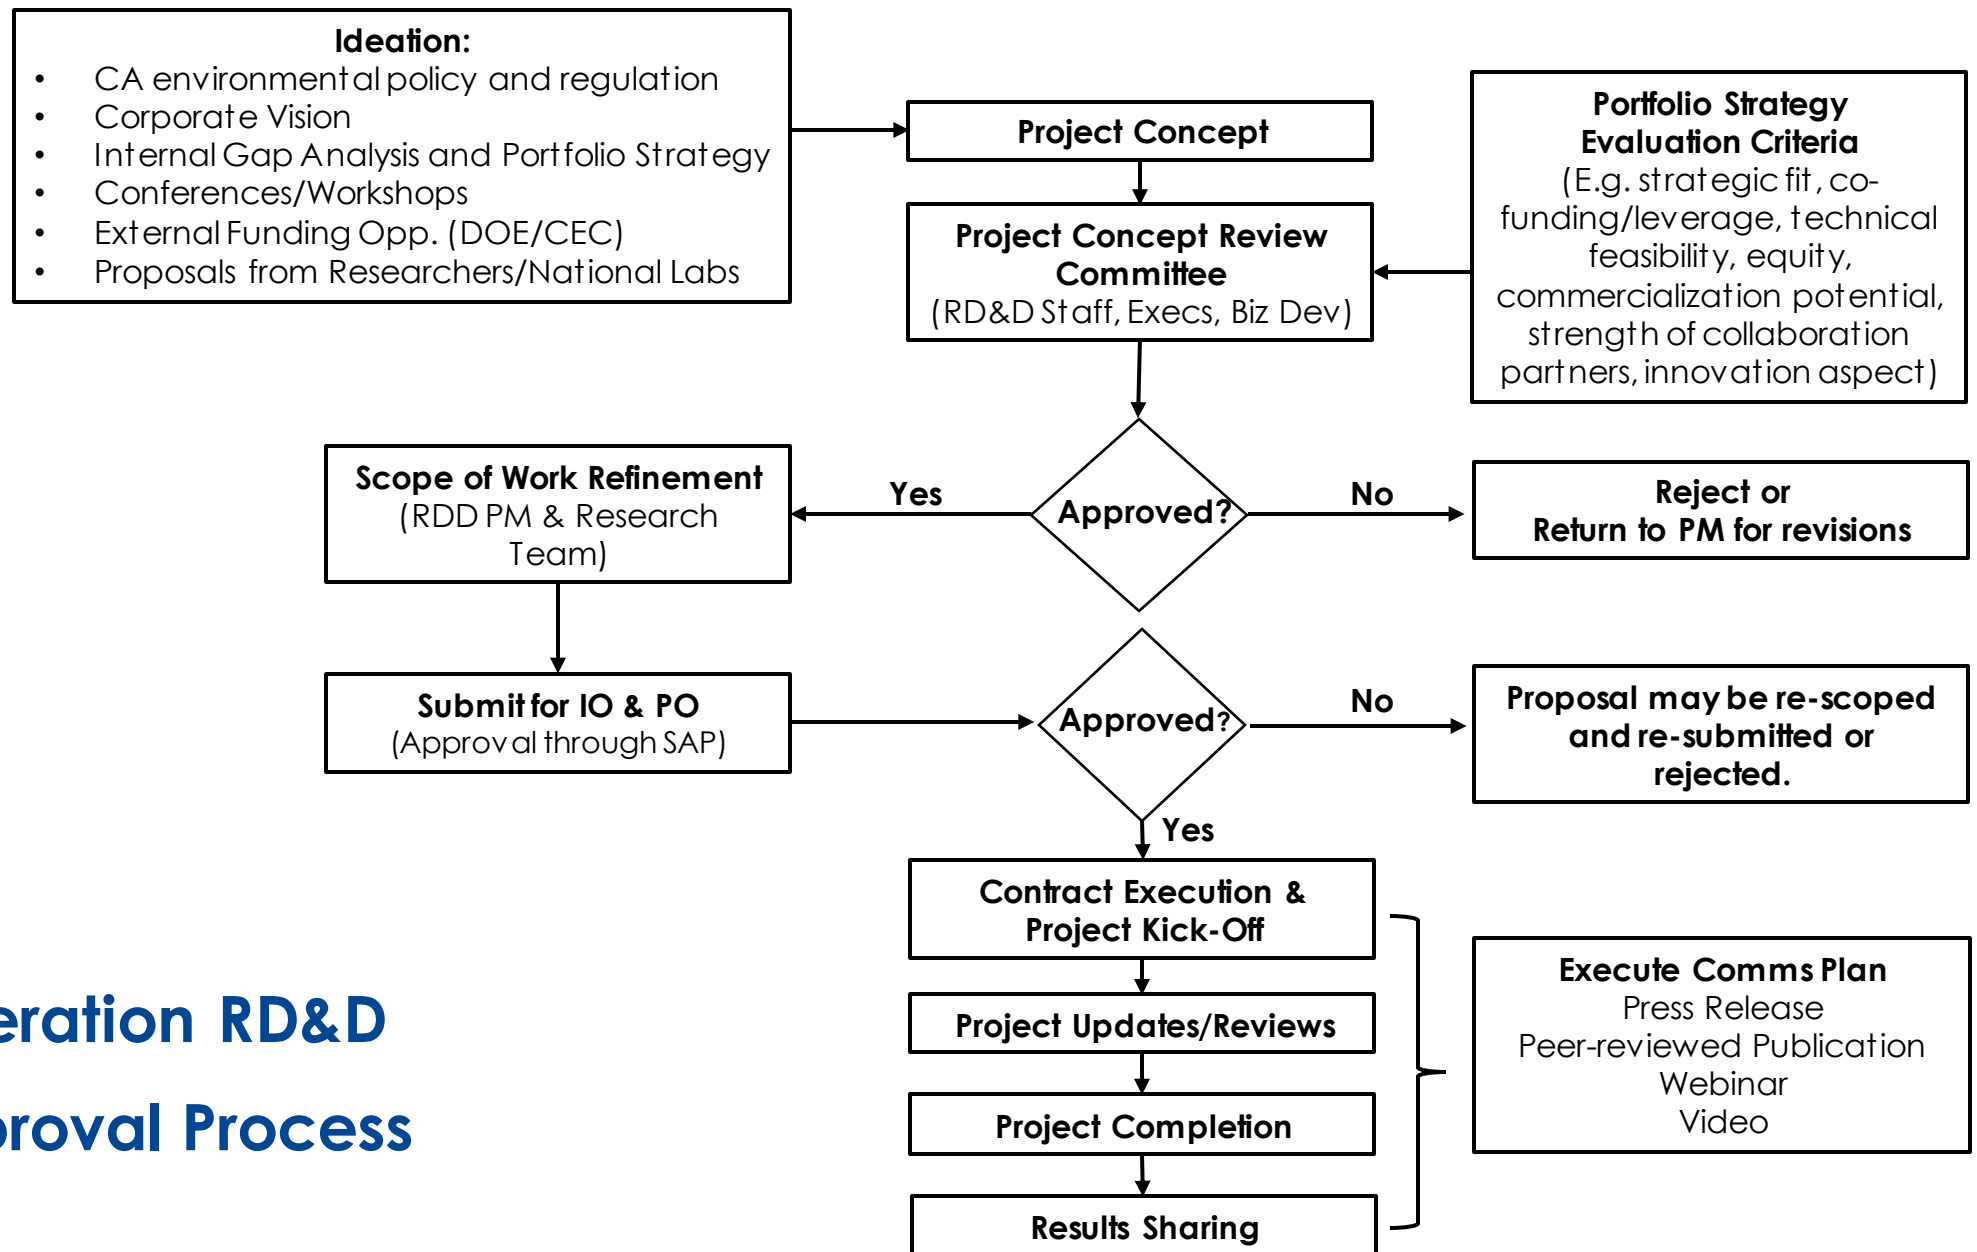 Ideation:
• CA environmental policy and regulation
• Corporate Vision
• Internal Gap Analysis and Portfolio Strategy
• Conferences/Workshops
• External Funding Opp. (DOE/CEC)
• Proposals from Researchers/National Labs
Project Concept
Project Concept Review
Committee
(RD&D Staff, Execs, Biz Dev)
Portfolio Strategy
Evaluation Criteria
(E.g. strategic fit, co-
funding/leverage, technical
feasibility, equity,
commercialization potential,
strength of collaboration
partners, innovation aspect)
Scope of Work Refinement
(RDD PM & Research
Team)
Yes
Approved?
No
Reject or
Return to PM for revisions
Submit for IO & PO
(Approval through SAP)
Approved?
No
Proposal may be re-scoped
and re-submitted or
rejected.
Yes
Contract Execution &
Project Kick-Off
Project Updates/Reviews
Project Completion
Results Sharing
Execute Comms Plan
Press Release
Peer-reviewed Publication
Webinar
Video
eration RD&D
proval Process